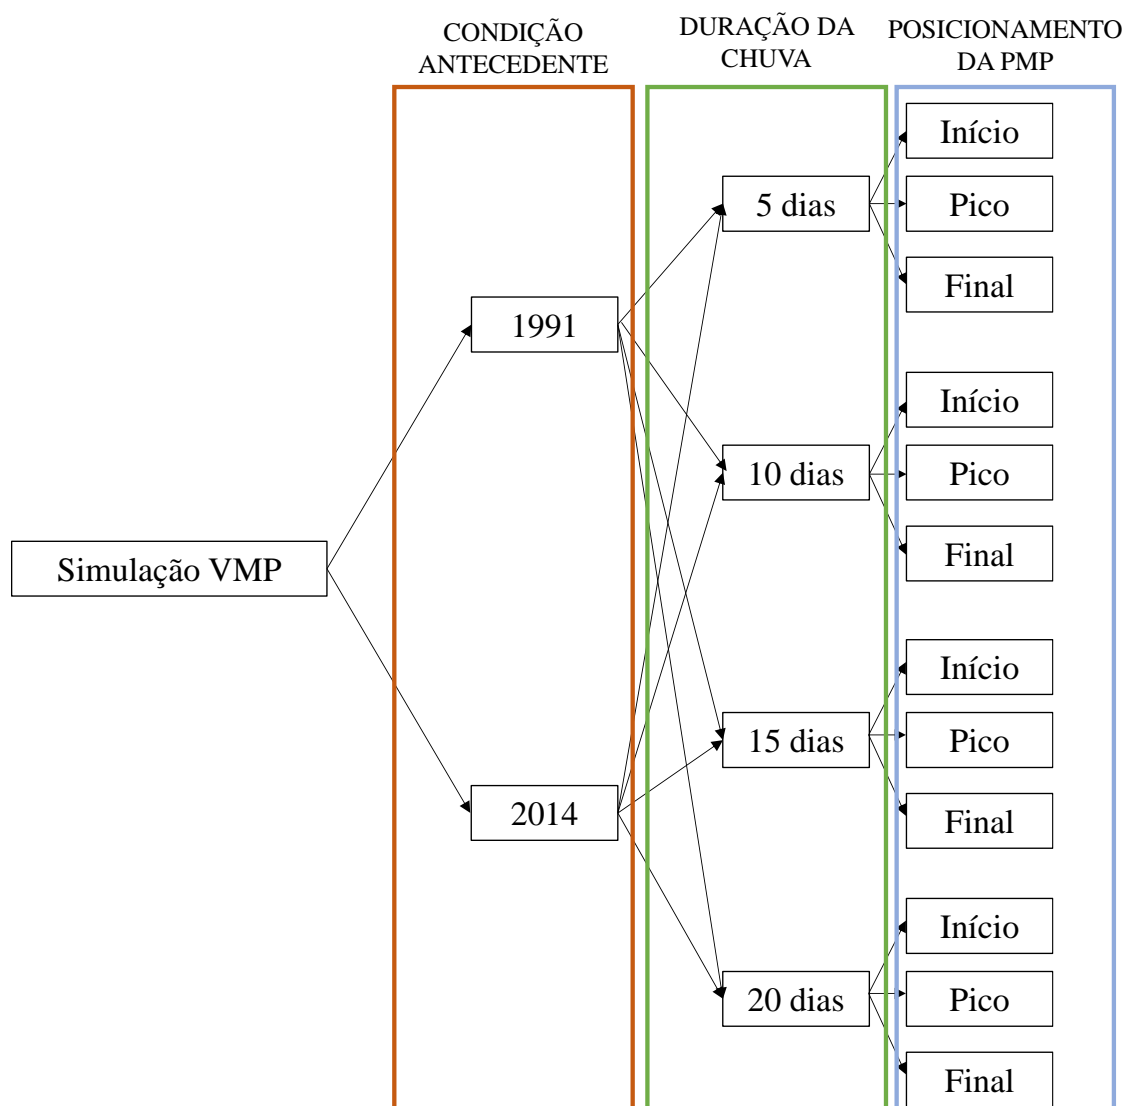 CONDIÇÃO
ANTECEDENTE
DURAÇÃO DA
CHUVA
POSICIONAMENTO
DA PMP
Simulação VMP
1991
2014
5 dias
10 dias
15 dias
20 dias
Início
Pico
Final
Início
Pico
Final
Início
Pico
Final
Início
Pico
Final